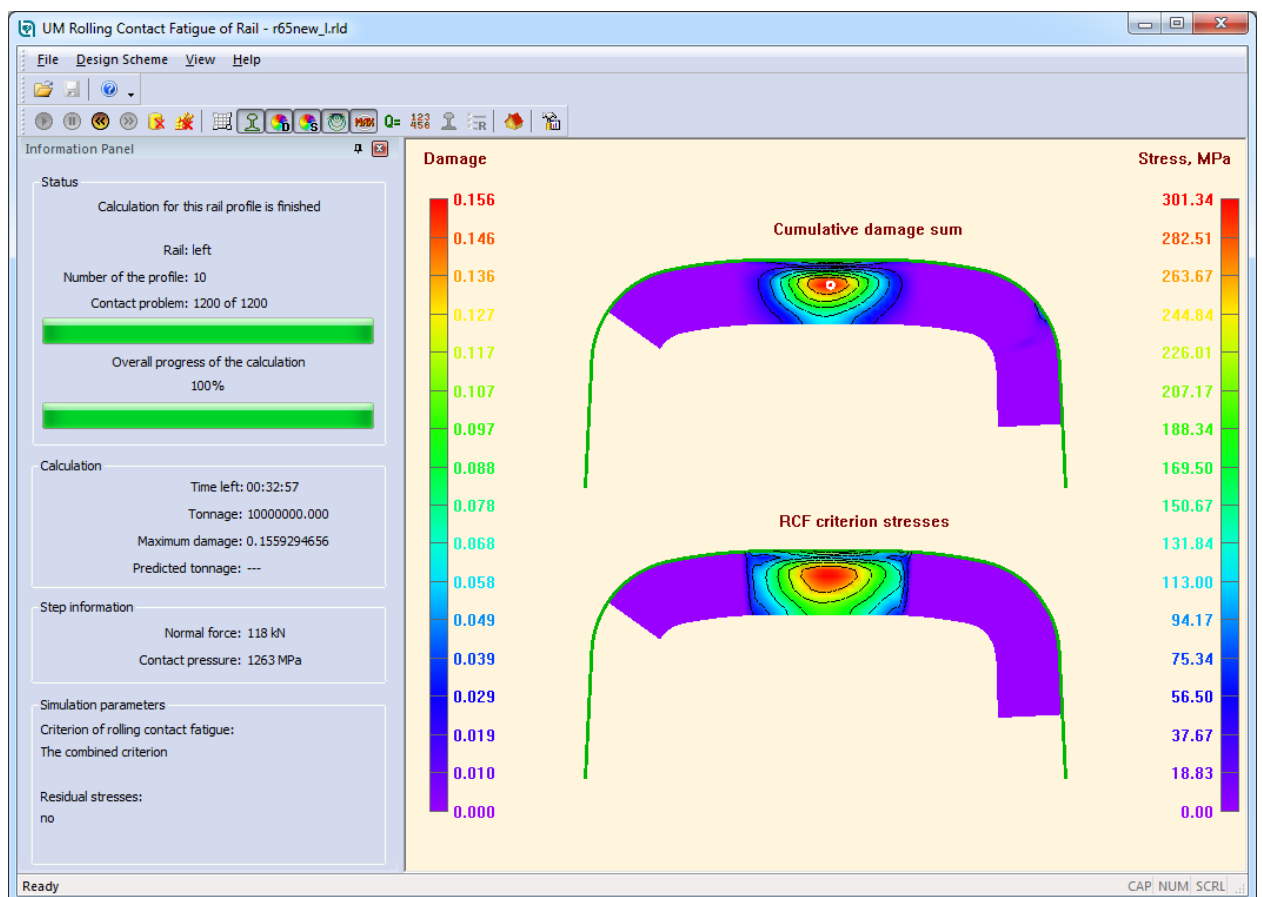 UM Rolling Contact Fatigue of Rail - r65new_l.rld
File Design Scheme View Help
D S MAX Q= 123 456 R
Information Panel
Status
Calculation for this rail profile is finished
Rail: left
Number of the profile: 10
Contact problem: 1200 of 1200
Overall progress of the calculation
100%
Calculation
Time left: 00:32:57
Tonnage: 10000000.000
Maximum damage: 0.1559294656
Predicted tonnage: ---
Step information
Normal force: 118 kN
Contact pressure: 1263 MPa
Simulation parameters
Criterion of rolling contact fatigue:
The combined criterion
Residual stresses:
no
Damage
0.156
0.146
0.136
0.127
0.117
0.107
0.097
0.088
0.078
0.068
0.058
0.049
0.039
0.029
0.019
0.010
0.000
Cumulative damage sum
RCF criterion stresses
Stress, MPa
301.34
282.51
263.67
244.84
226.01
207.17
188.34
169.50
150.67
131.84
113.00
94.17
75.34
56.50
37.67
18.83
0.00
Ready
CAP NUM SCRL